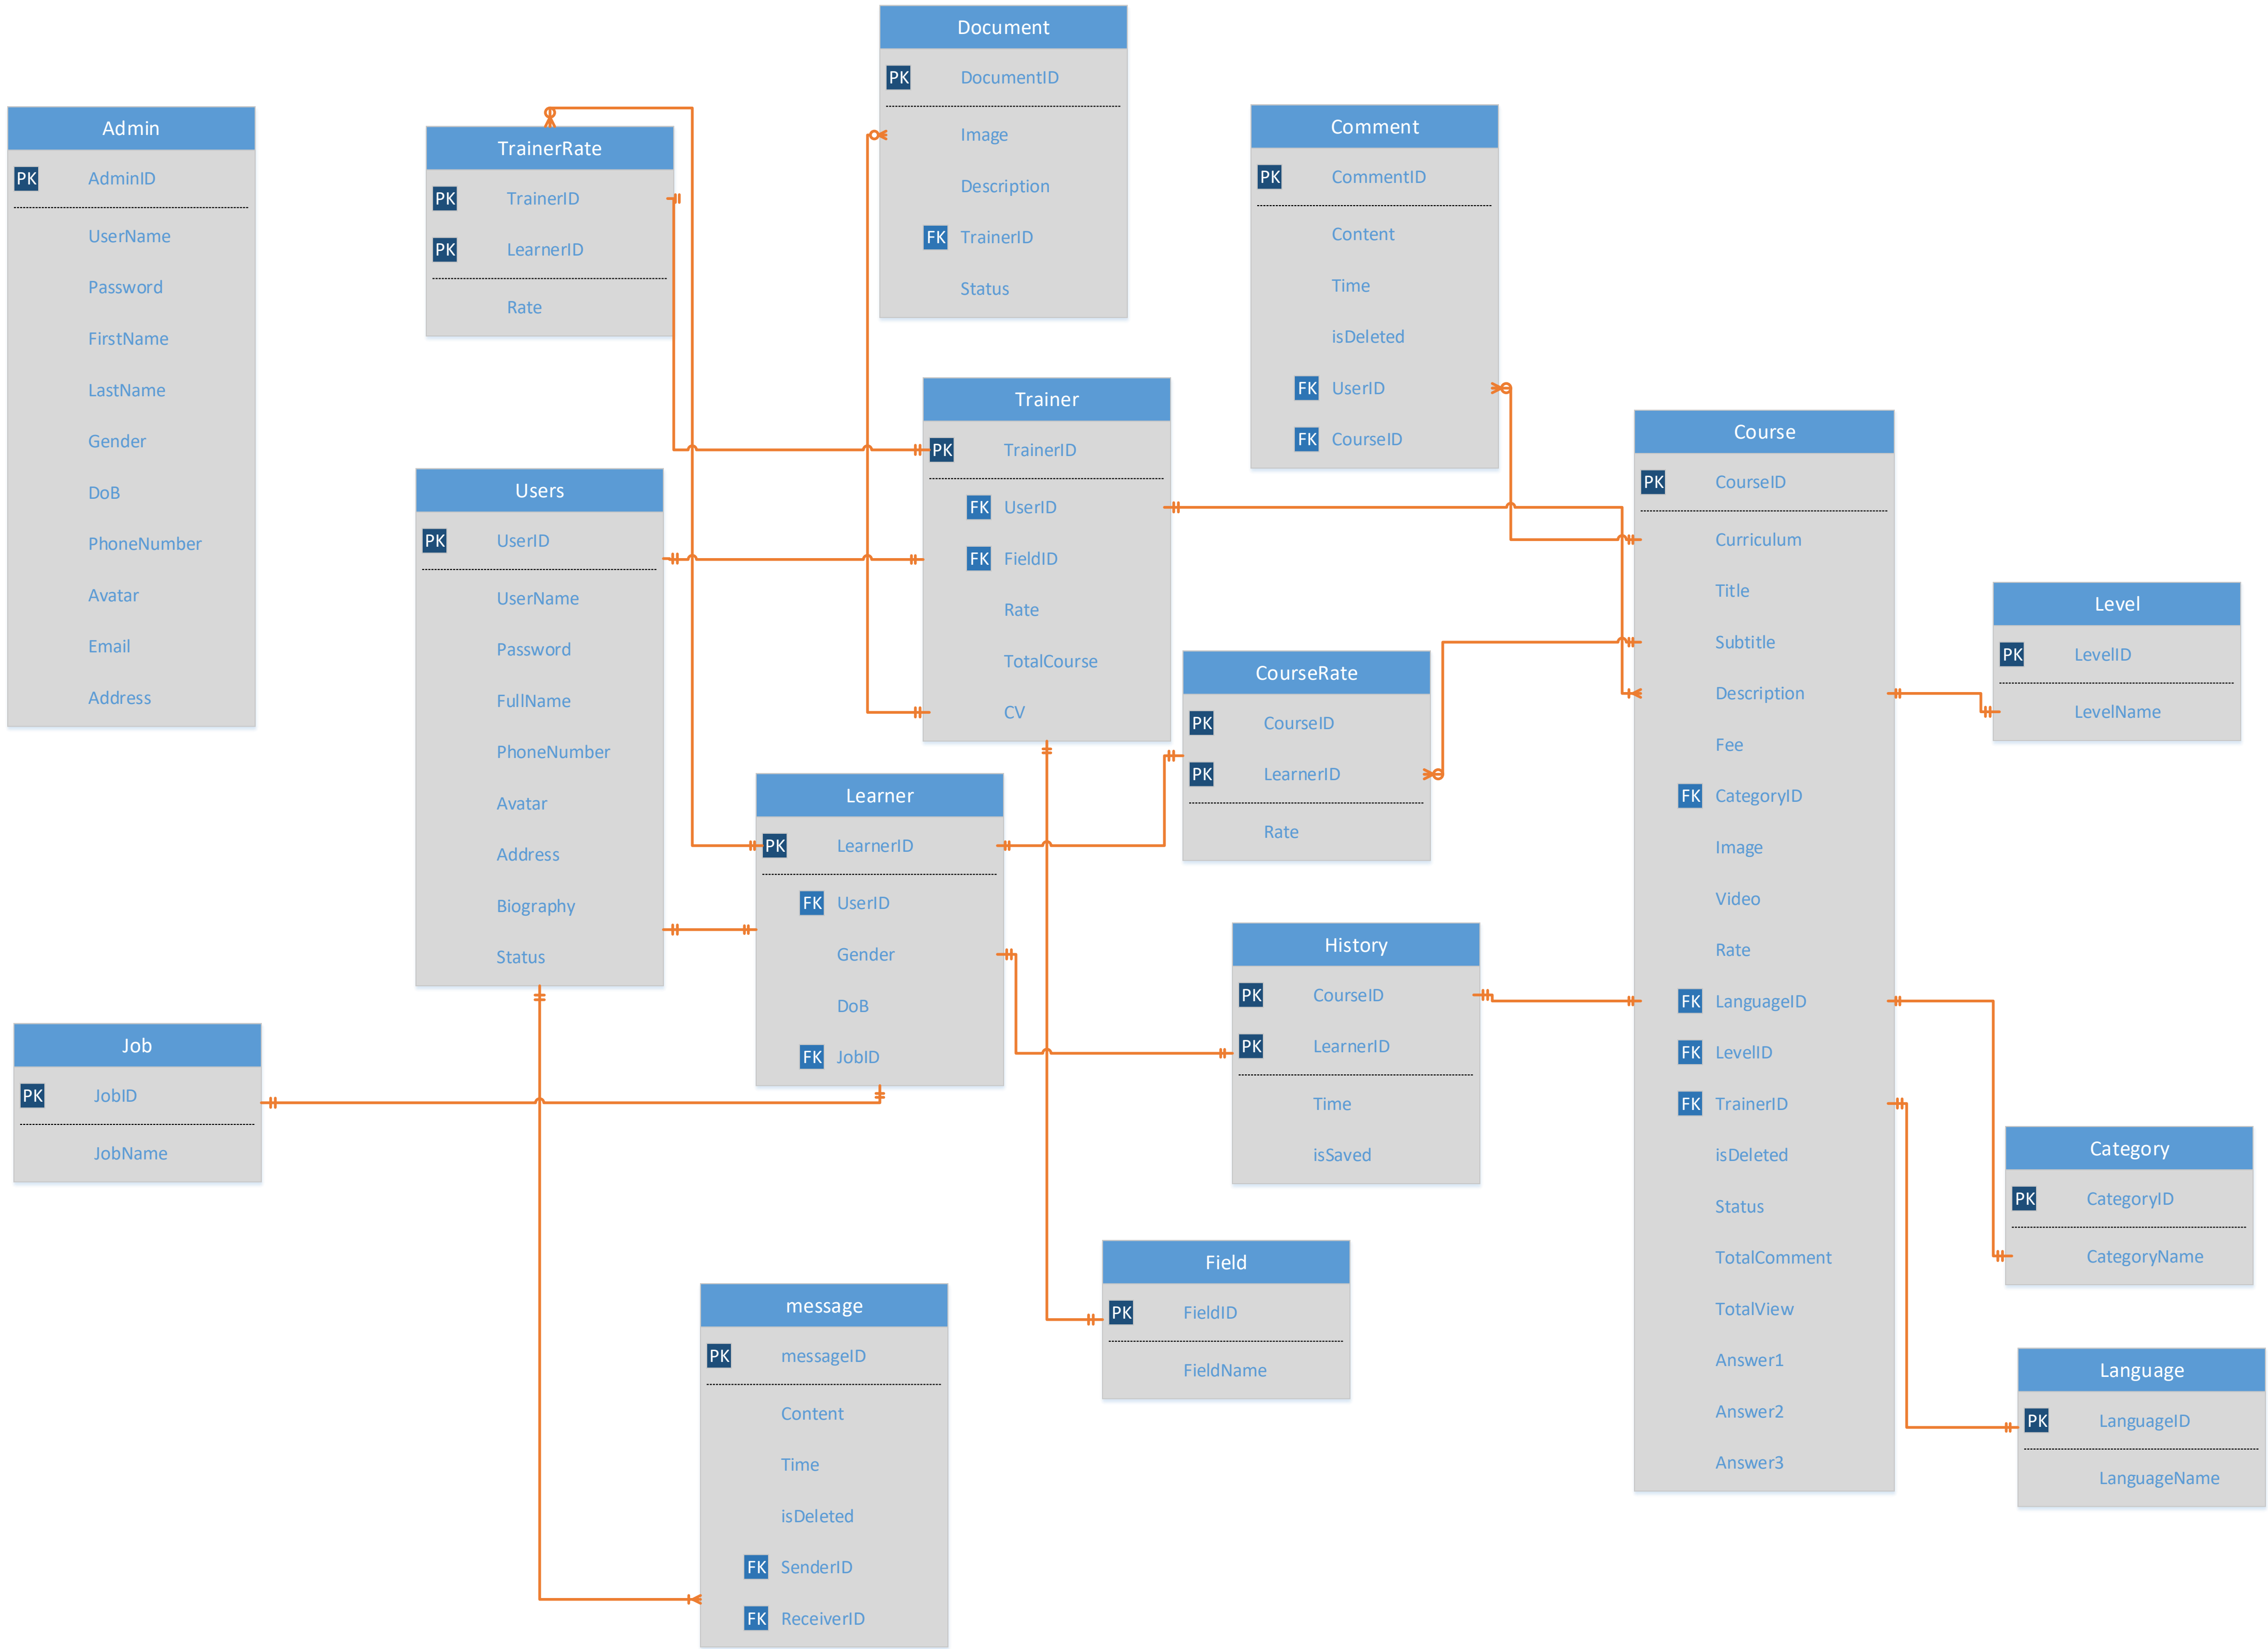 Document
PK DocumentID
Image
Description
FK TrainerID
Status
Admin
PK AdminID
UserName
Password
FirstName
LastName
Gender
DoB
PhoneNumber
Avatar
Email
Address
TrainerRate
PK TrainerID
PK LearnerID
Rate
Comment
PK CommentID
Content
Time
isDeleted
FK UserID
FK CourseID
Trainer
PK TrainerID
FK UserID
FK FieldID
Rate
TotalCourse
CV
Users
PK UserID
UserName
Password
FullName
PhoneNumber
Avatar
Address
Biography
Status
Course
PK CourseID
Curriculum
Title
Subtitle
Description
Fee
FK CategoryID
Image
Video
Rate
FK LanguageID
FK LevelID
FK TrainerID
isDeleted
Status
TotalComment
TotalView
Answer1
Answer2
Answer3
Level
PK LevelID
LevelName
CourseRate
PK CourseID
PK LearnerID
Rate
Learner
PK LearnerID
FK UserID
Gender
DoB
FK JobID
History
PK CourseID
PK LearnerID
Time
isSaved
Job
PK JobID
JobName
Category
PK CategoryID
CategoryName
Field
PK FieldID
FieldName
message
PK messageID
Content
Time
isDeleted
FK SenderID
FK ReceiverID
Language
PK LanguageID
LanguageName